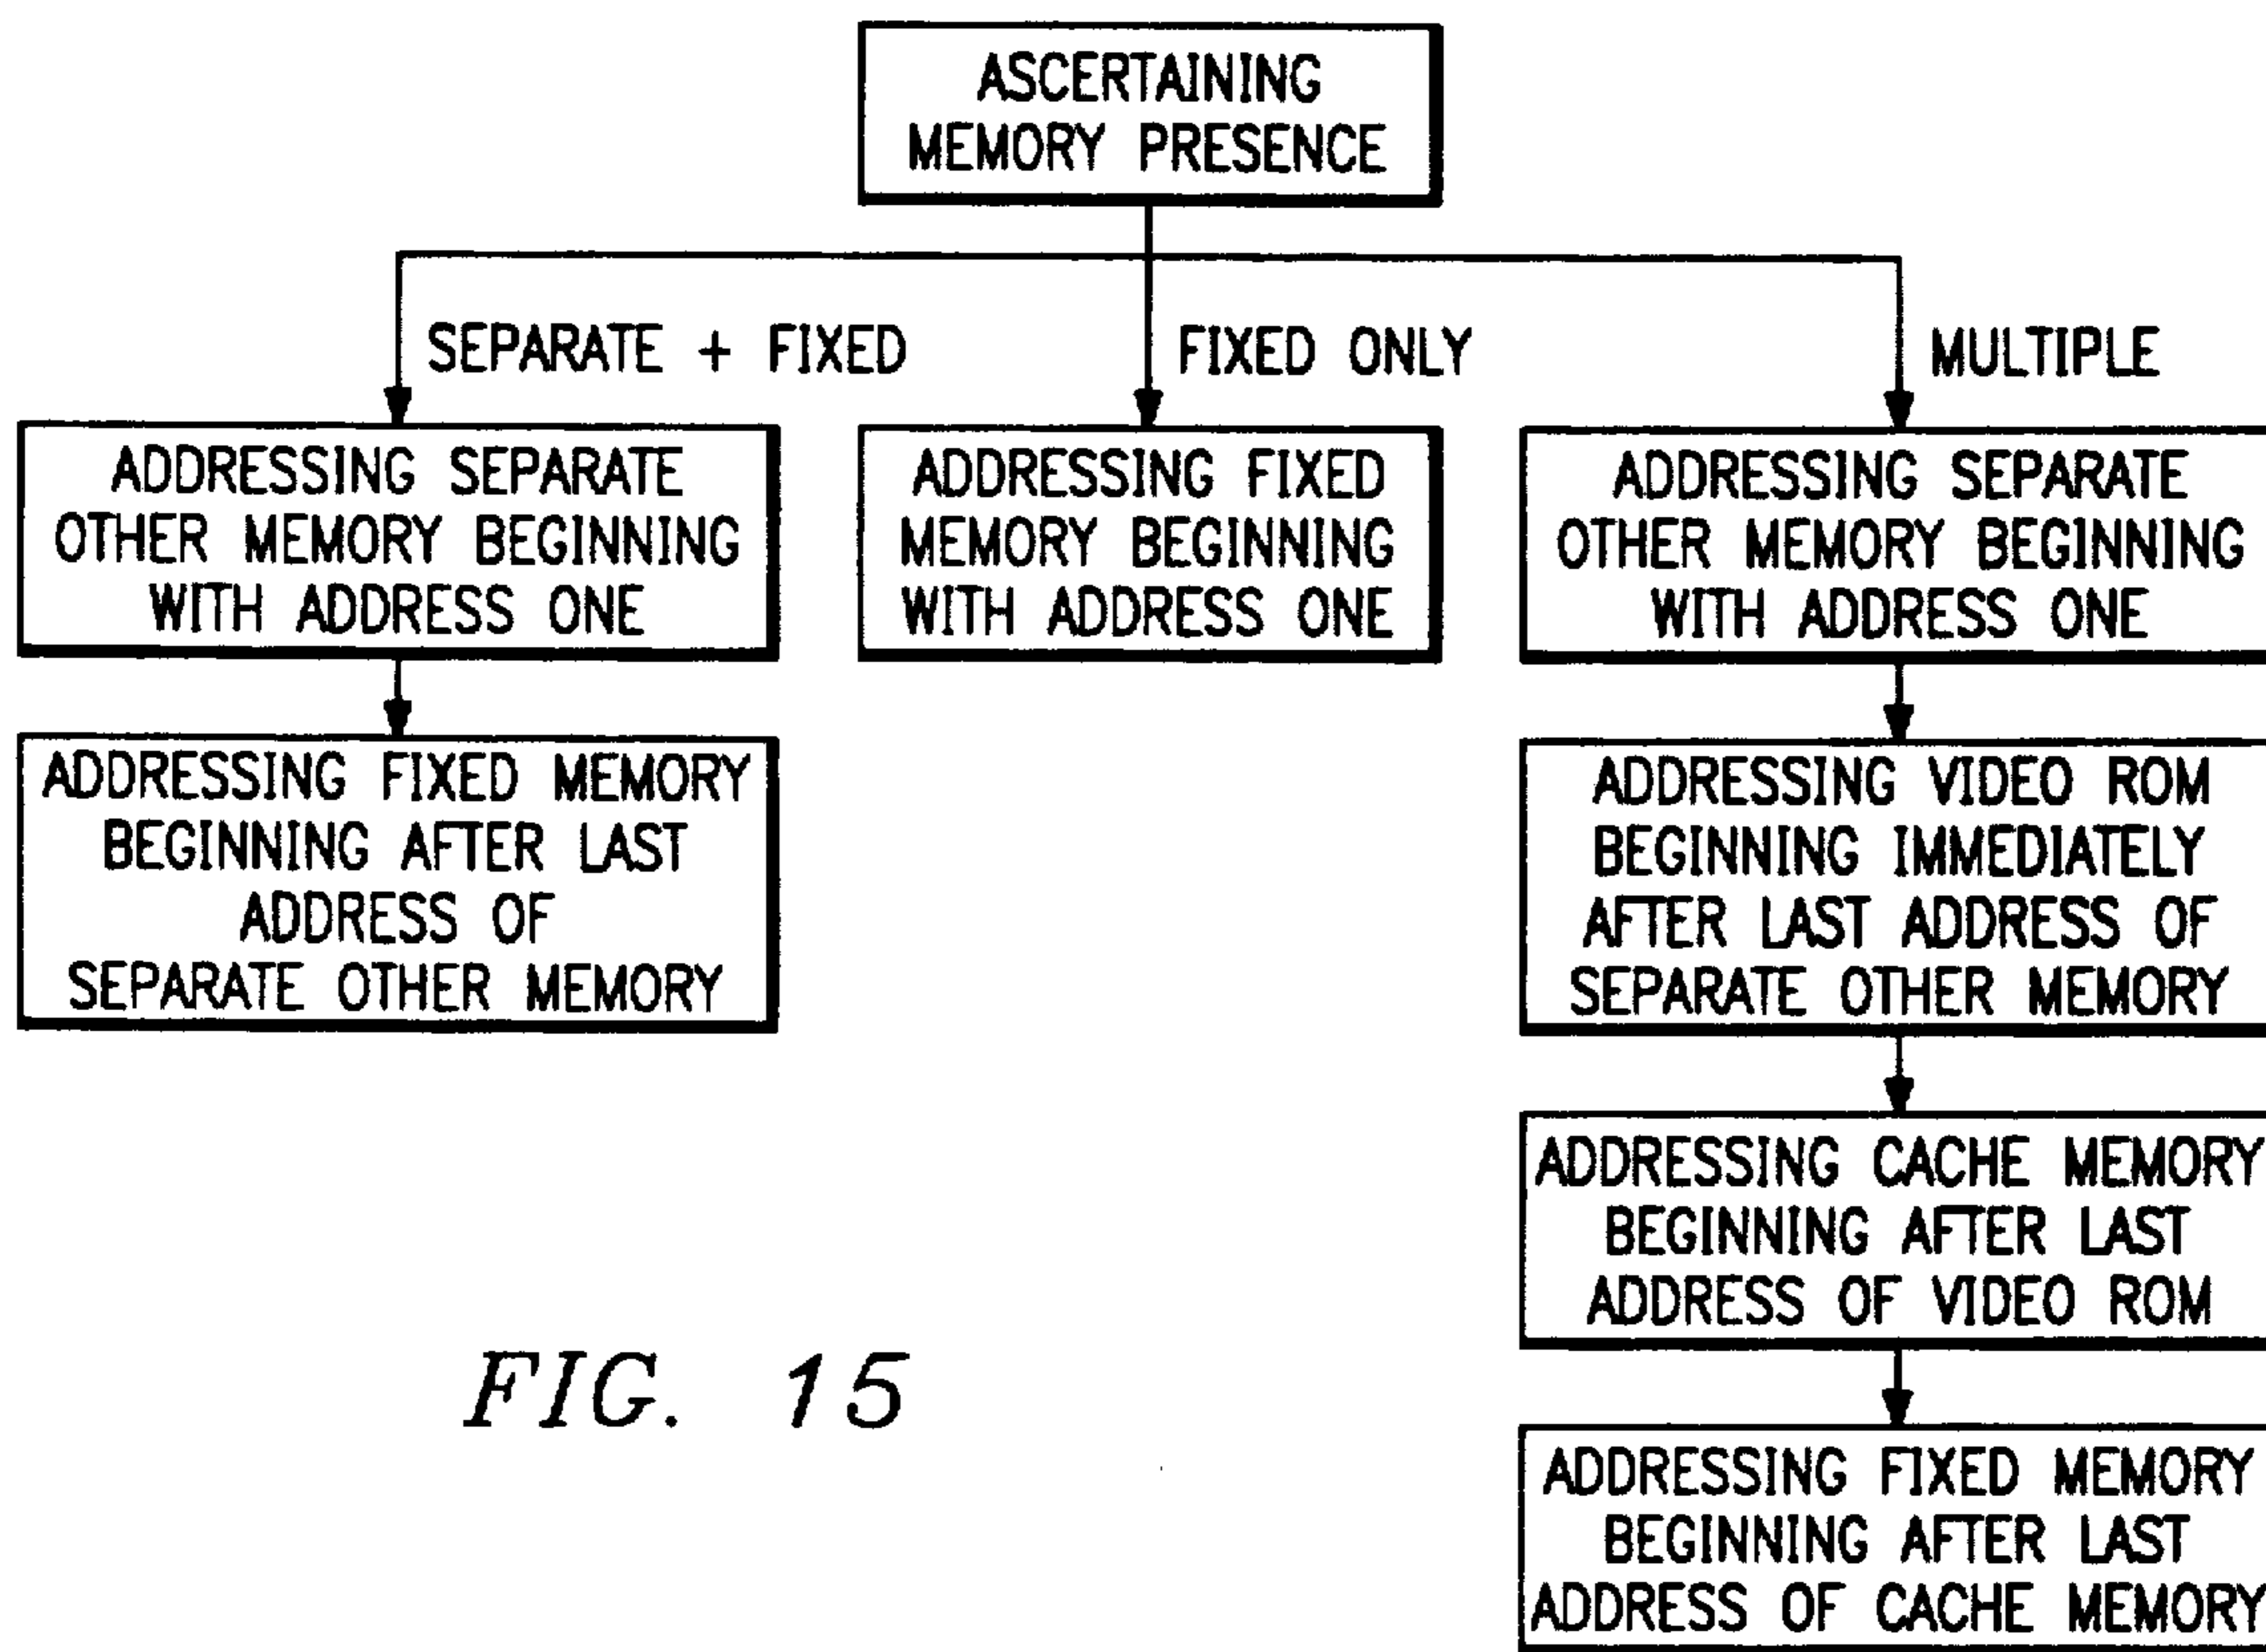 ASCERTAINING
MEMORY PRESENCE
SEPARATE + FIXED
FIXED ONLY
MULTIPLE
ADDRESSING SEPARATE
OTHER MEMORY BEGINNING
WITH ADDRESS ONE
ADDRESSING FIXED
MEMORY BEGINNING
WITH ADDRESS ONE
ADDRESSING SEPARATE
OTHER MEMORY BEGINNING
WITH ADDRESS ONE
ADDRESSING FIXED MEMORY
BEGINNING AFTER LAST
ADDRESS OF
SEPARATE OTHER MEMORY
ADDRESSING VIDEO ROM
BEGINNING IMMEDIATELY
AFTER LAST ADDRESS OF
SEPARATE OTHER MEMORY
ADDRESSING CACHE MEMORY
BEGINNING AFTER LAST
ADDRESS OF VIDEO ROM
ADDRESSING FIXED MEMORY
BEGINNING AFTER LAST
ADDRESS OF CACHE MEMORY
FIG. 15